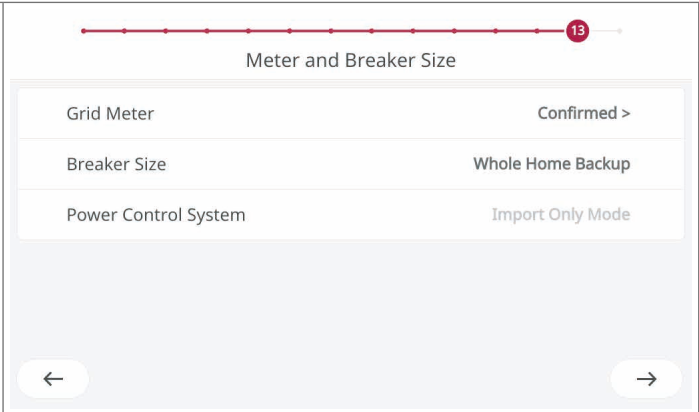 13
Meter and Breaker Size
Grid Meter Confirmed >
Breaker Size Whole Home Backup
Power Control System Import Only Mode